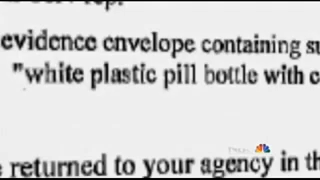 evidence envelope containing
"white plastic pill bottle with
returned to your agency in